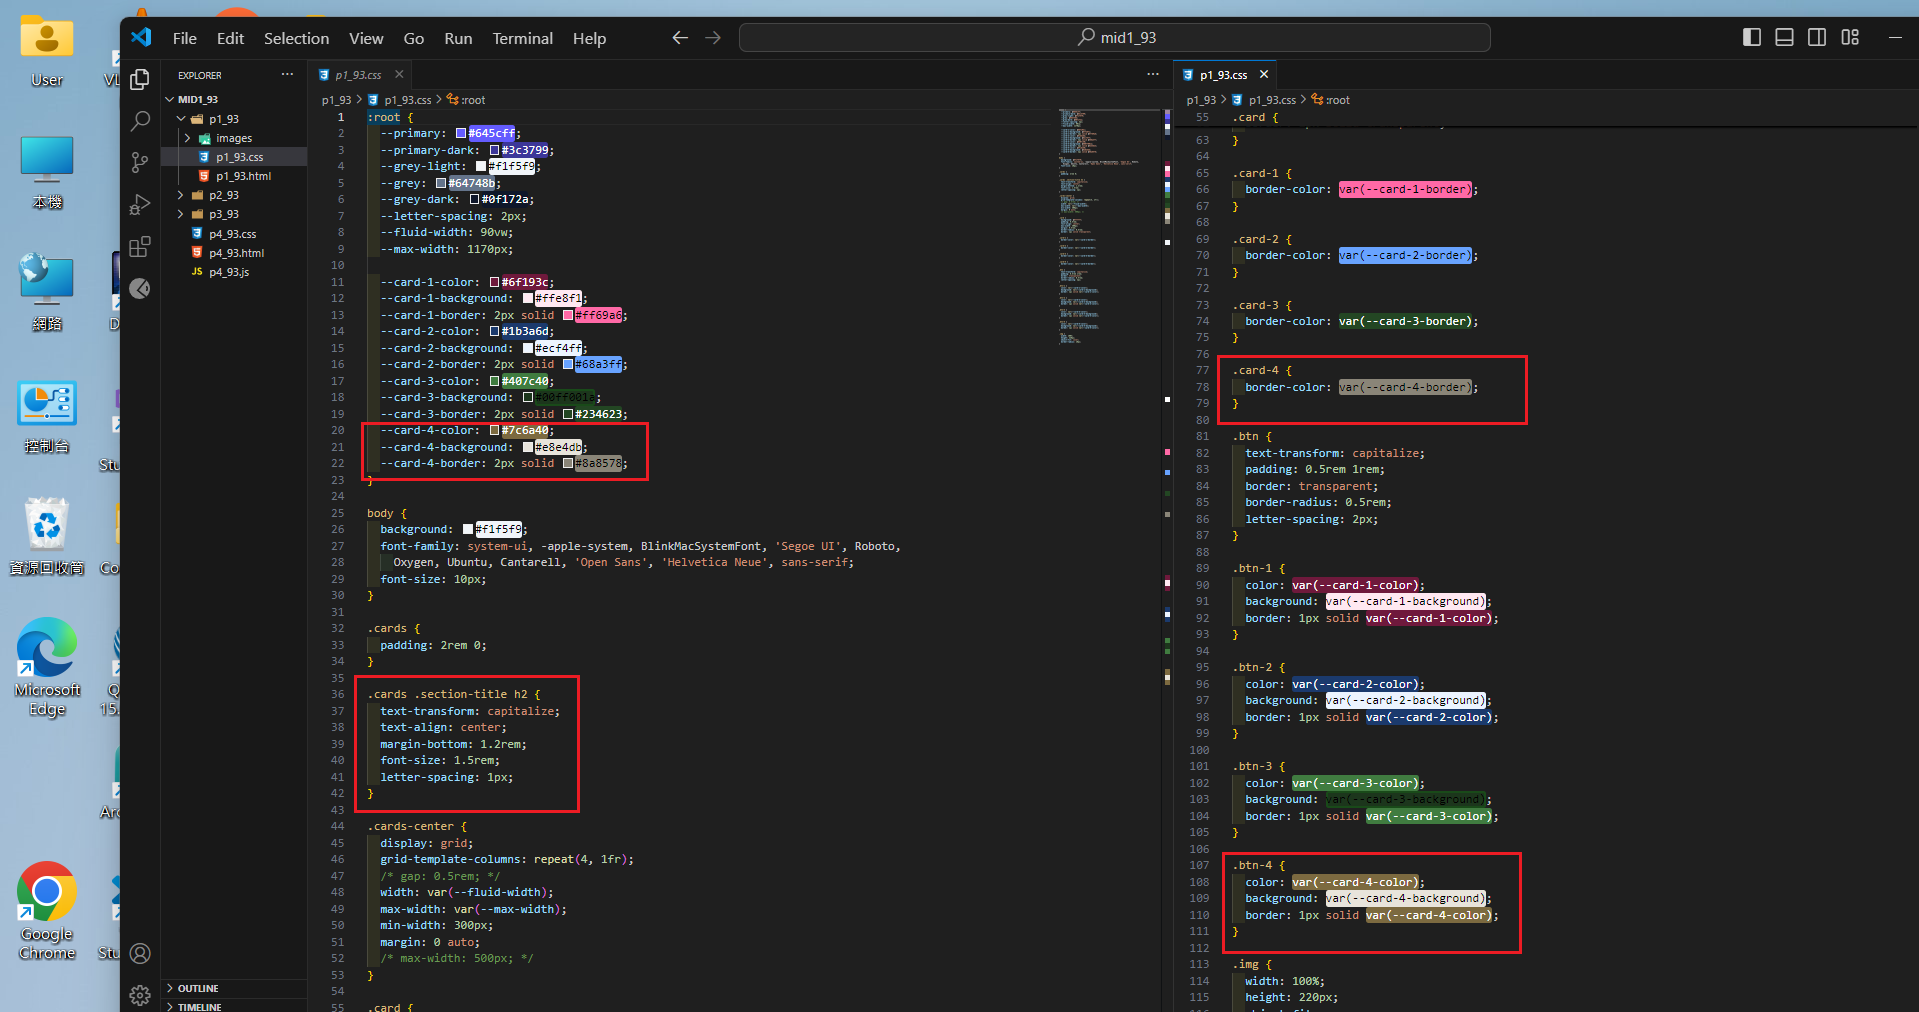 User
本機
網路
控制台
資源回收筒
Microsoft
Edge
Google
Chrome
File Edit Selection View Go Run Terminal Help
mid1_93
EXPLORER
MID1_93
p1_93
images
p1_93.css
p1_93.html
p2_93
p3_93
p4_93.css
p4_93.html
JS p4_93.js
OUTLINE
TIMELINE
p1_93.css
p1_93 > p1_93.css > :root
1 :root {
2 --primary: #645cff;
3 --primary-dark: #3c3799;
4 --grey-light: #f1f5f9;
5 --grey: #64748b;
6 --grey-dark: #0f172a;
7 --letter-spacing: 2px;
8 --fluid-width: 90vw;
9 --max-width: 1170px;
10
11 --card-1-color: #6f193c;
12 --card-1-background: #ffe8f1;
13 --card-1-border: 2px solid #ff69a6;
14 --card-2-color: #1b3a6d;
15 --card-2-background: #ecf4ff;
16 --card-2-border: 2px solid #68a3ff;
17 --card-3-color: #407c40;
18 --card-3-background: #00ff001a;
19 --card-3-border: 2px solid #234623;
20 --card-4-color: #7c6a40;
21 --card-4-background: #e8e4db;
22 --card-4-border: 2px solid #8a8578;
23 }
24
25 body {
26 background: #f1f5f9;
27 font-family: system-ui, -apple-system, BlinkMacSystemFont, 'Segoe UI', Roboto,
28 Oxygen, Ubuntu, Cantarell, 'Open Sans', 'Helvetica Neue', sans-serif;
29 font-size: 10px;
30 }
31
32 .cards {
33 padding: 2rem 0;
34 }
35
36 .cards .section-title h2 {
37 text-transform: capitalize;
38 text-align: center;
39 margin-bottom: 1.2rem;
40 font-size: 1.5rem;
41 letter-spacing: 1px;
42 }
43
44 .cards-center {
45 display: grid;
46 grid-template-columns: repeat(4, 1fr);
47 /* gap: 0.5rem; */
48 width: var(--fluid-width);
49 max-width: var(--max-width);
50 min-width: 300px;
51 margin: 0 auto;
52 /* max-width: 500px; */
53 }
54
55 .card {
p1_93.css
p1_93 > p1_93.css > :root
55 .card {
63 }
64
65 .card-1 {
66 border-color: var(--card-1-border);
67 }
68
69 .card-2 {
70 border-color: var(--card-2-border);
71 }
72
73 .card-3 {
74 border-color: var(--card-3-border);
75 }
76
77 .card-4 {
78 border-color: var(--card-4-border);
79 }
80
81 .btn {
82 text-transform: capitalize;
83 padding: 0.5rem 1rem;
84 border: transparent;
85 border-radius: 0.5rem;
86 letter-spacing: 2px;
87 }
88
89 .btn-1 {
90 color: var(--card-1-color);
91 background: var(--card-1-background);
92 border: 1px solid var(--card-1-color);
93 }
94
95 .btn-2 {
96 color: var(--card-2-color);
97 background: var(--card-2-background);
98 border: 1px solid var(--card-2-color);
99 }
100
101 .btn-3 {
102 color: var(--card-3-color);
103 background: var(--card-3-background);
104 border: 1px solid var(--card-3-color);
105 }
106
107 .btn-4 {
108 color: var(--card-4-color);
109 background: var(--card-4-background);
110 border: 1px solid var(--card-4-color);
111 }
112
113 .img {
114 width: 100%;
115 height: 220px;